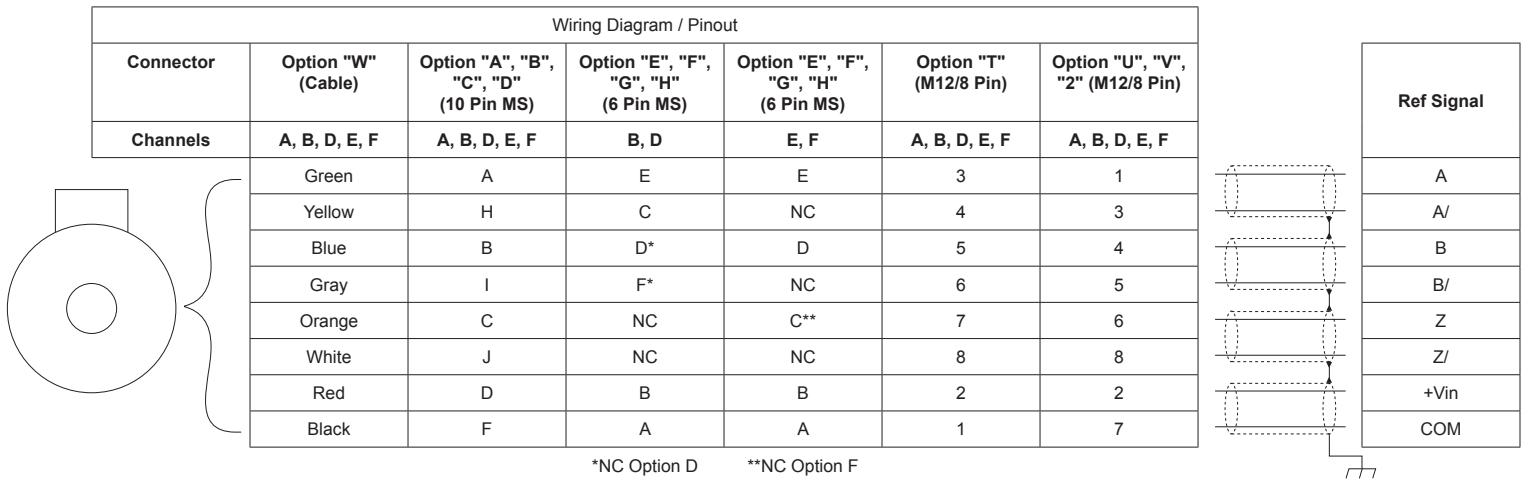 Wiring Diagram / Pinout
Connector Option "W" (Cable) Option "A", "B", "C", "D" (10 Pin MS) Option "E", "F", "G", "H" (6 Pin MS) Option "E", "F", "G", "H" (6 Pin MS) Option "T" (M12/8 Pin) Option "U", "V", "2" (M12/8 Pin) Ref Signal
Channels A, B, D, E, F A, B, D, E, F B, D E, F A, B, D, E, F A, B, D, E, F
Green A E E 3 1 A
Yellow H C NC 4 3 A/
Blue B D* D 5 4 B
Gray I F* NC 6 5 B/
Orange C NC C** 7 6 Z
White J NC NC 8 8 Z/
Red D B B 2 2 +Vin
Black F A A 1 7 COM
*NC Option D **NC Option F